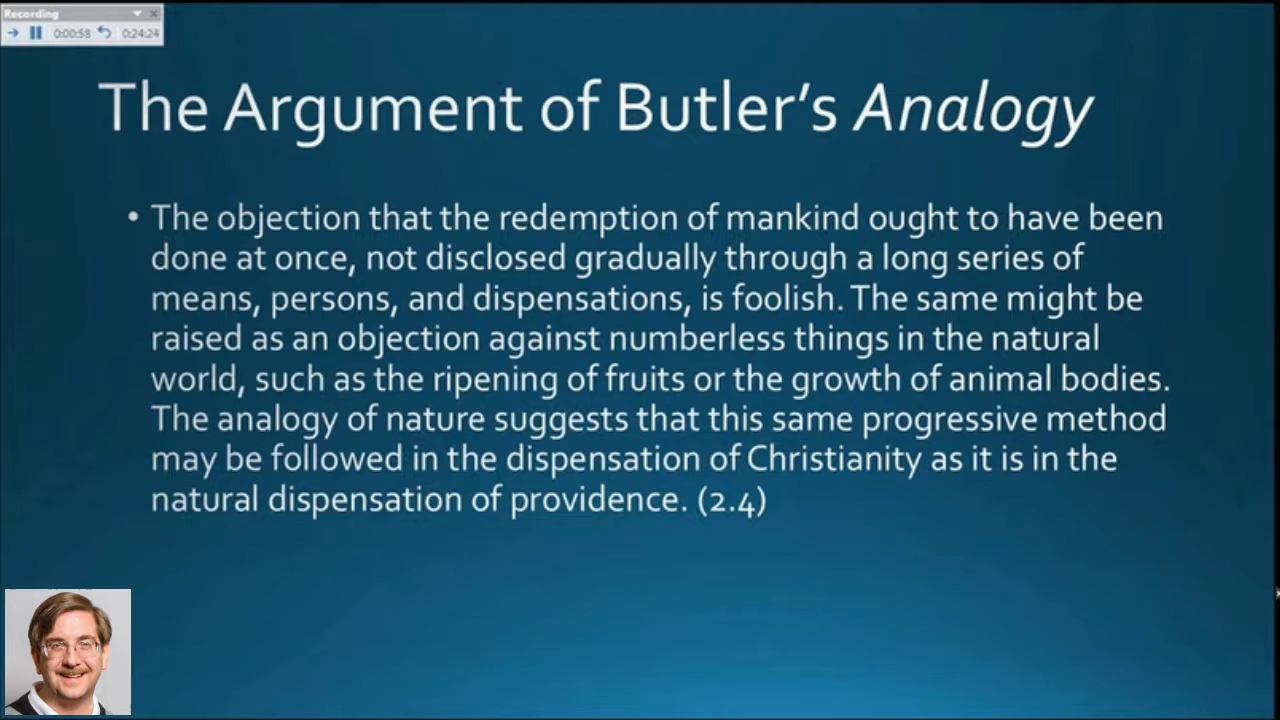 Recording
0:00:58 0:24:24
The Argument of Butler's Analogy
• The objection that the redemption of mankind ought to have been
done at once, not disclosed gradually through a long series of
means, persons, and dispensations, is foolish. The same might be
raised as an objection against numberless things in the natural
world, such as the ripening of fruits or the growth of animal bodies.
The analogy of nature suggests that this same progressive method
may be followed in the dispensation of Christianity as it is in the
natural dispensation of providence. (2.4)